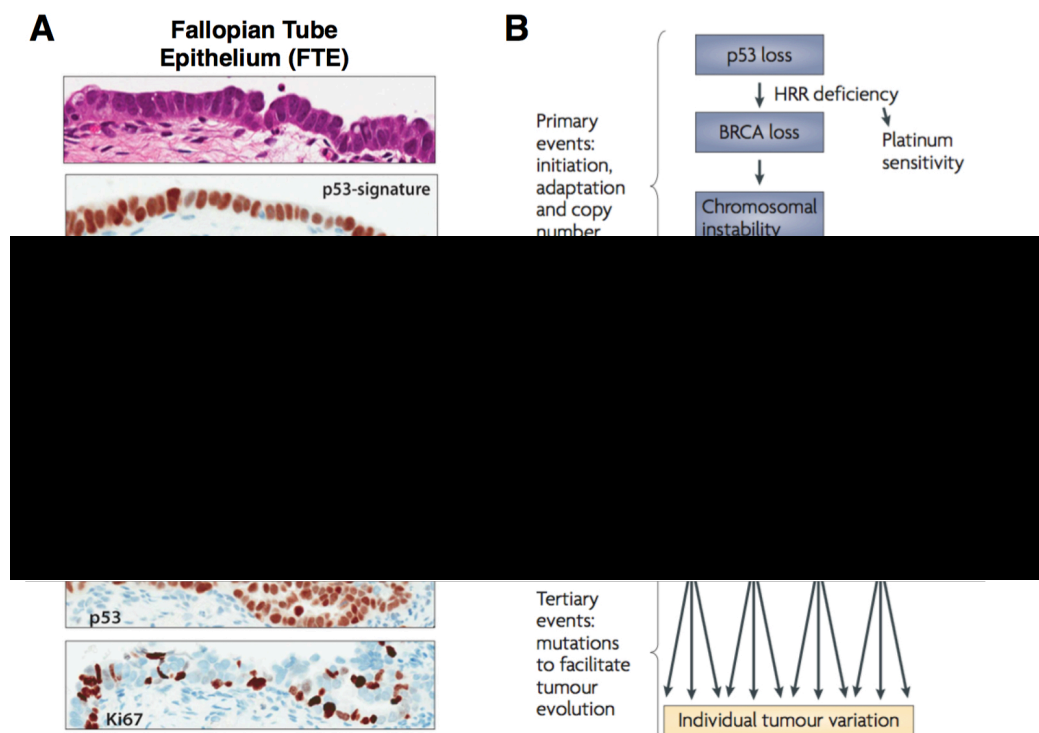 A
Fallopian Tube
Epithelium (FTE)
p53-signature
p53
Ki67
B
Primary
events:
initiation,
adaptation
and copy
number
p53 loss
HRR deficiency
BRCA loss
Platinum
sensitivity
Chromosomal
instability
Tertiary
events:
mutations
to facilitate
tumour
evolution
Individual tumour variation